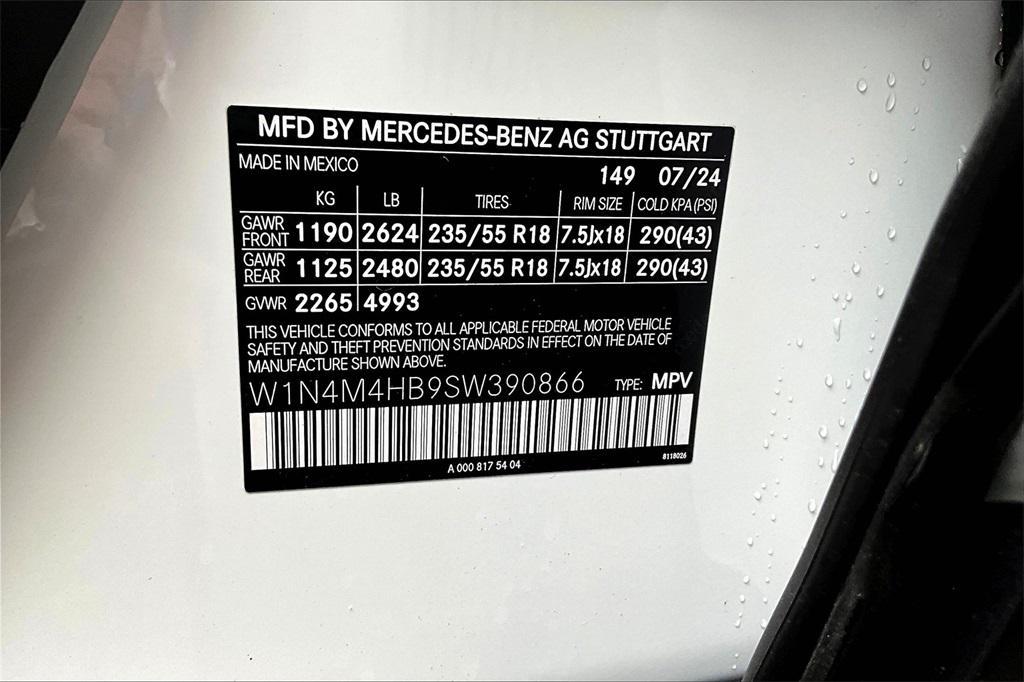 MFD BY MERCEDES-BENZ AG STUTTGART
MADE IN MEXICO 149 07/24
KG LB TIRES RIM SIZE COLD KPA (PSI)
GAWR FRONT 1190 2624 235/55 R18 7.5Jx18 290(43)
GAWR REAR 1125 2480 235/55 R18 7.5Jx18 290(43)
GVWR 2265 4993
THIS VEHICLE CONFORMS TO ALL APPLICABLE FEDERAL MOTOR VEHICLE
SAFETY AND THEFT PREVENTION STANDARDS IN EFFECT ON THE DATE OF
MANUFACTURE SHOWN ABOVE.
W1N4M4HB9SW390866 TYPE: MPV
A 000 817 54 04 8118026